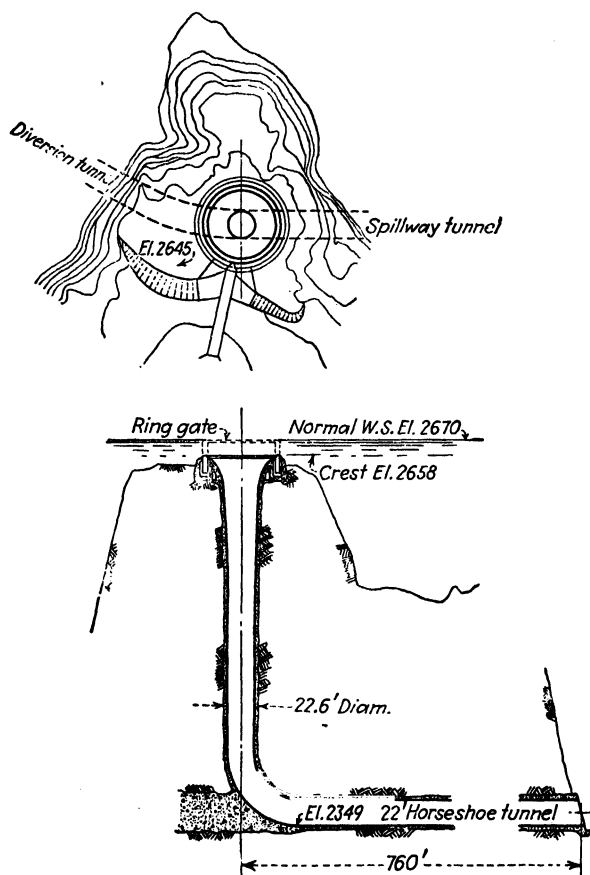 Diversion tunnel
Spillway tunnel
El.2645
Ring gate
Normal W.S. El. 2670
Crest El. 2658
22.6' Diam.
El.2349
22' Horseshoe tunnel
760'